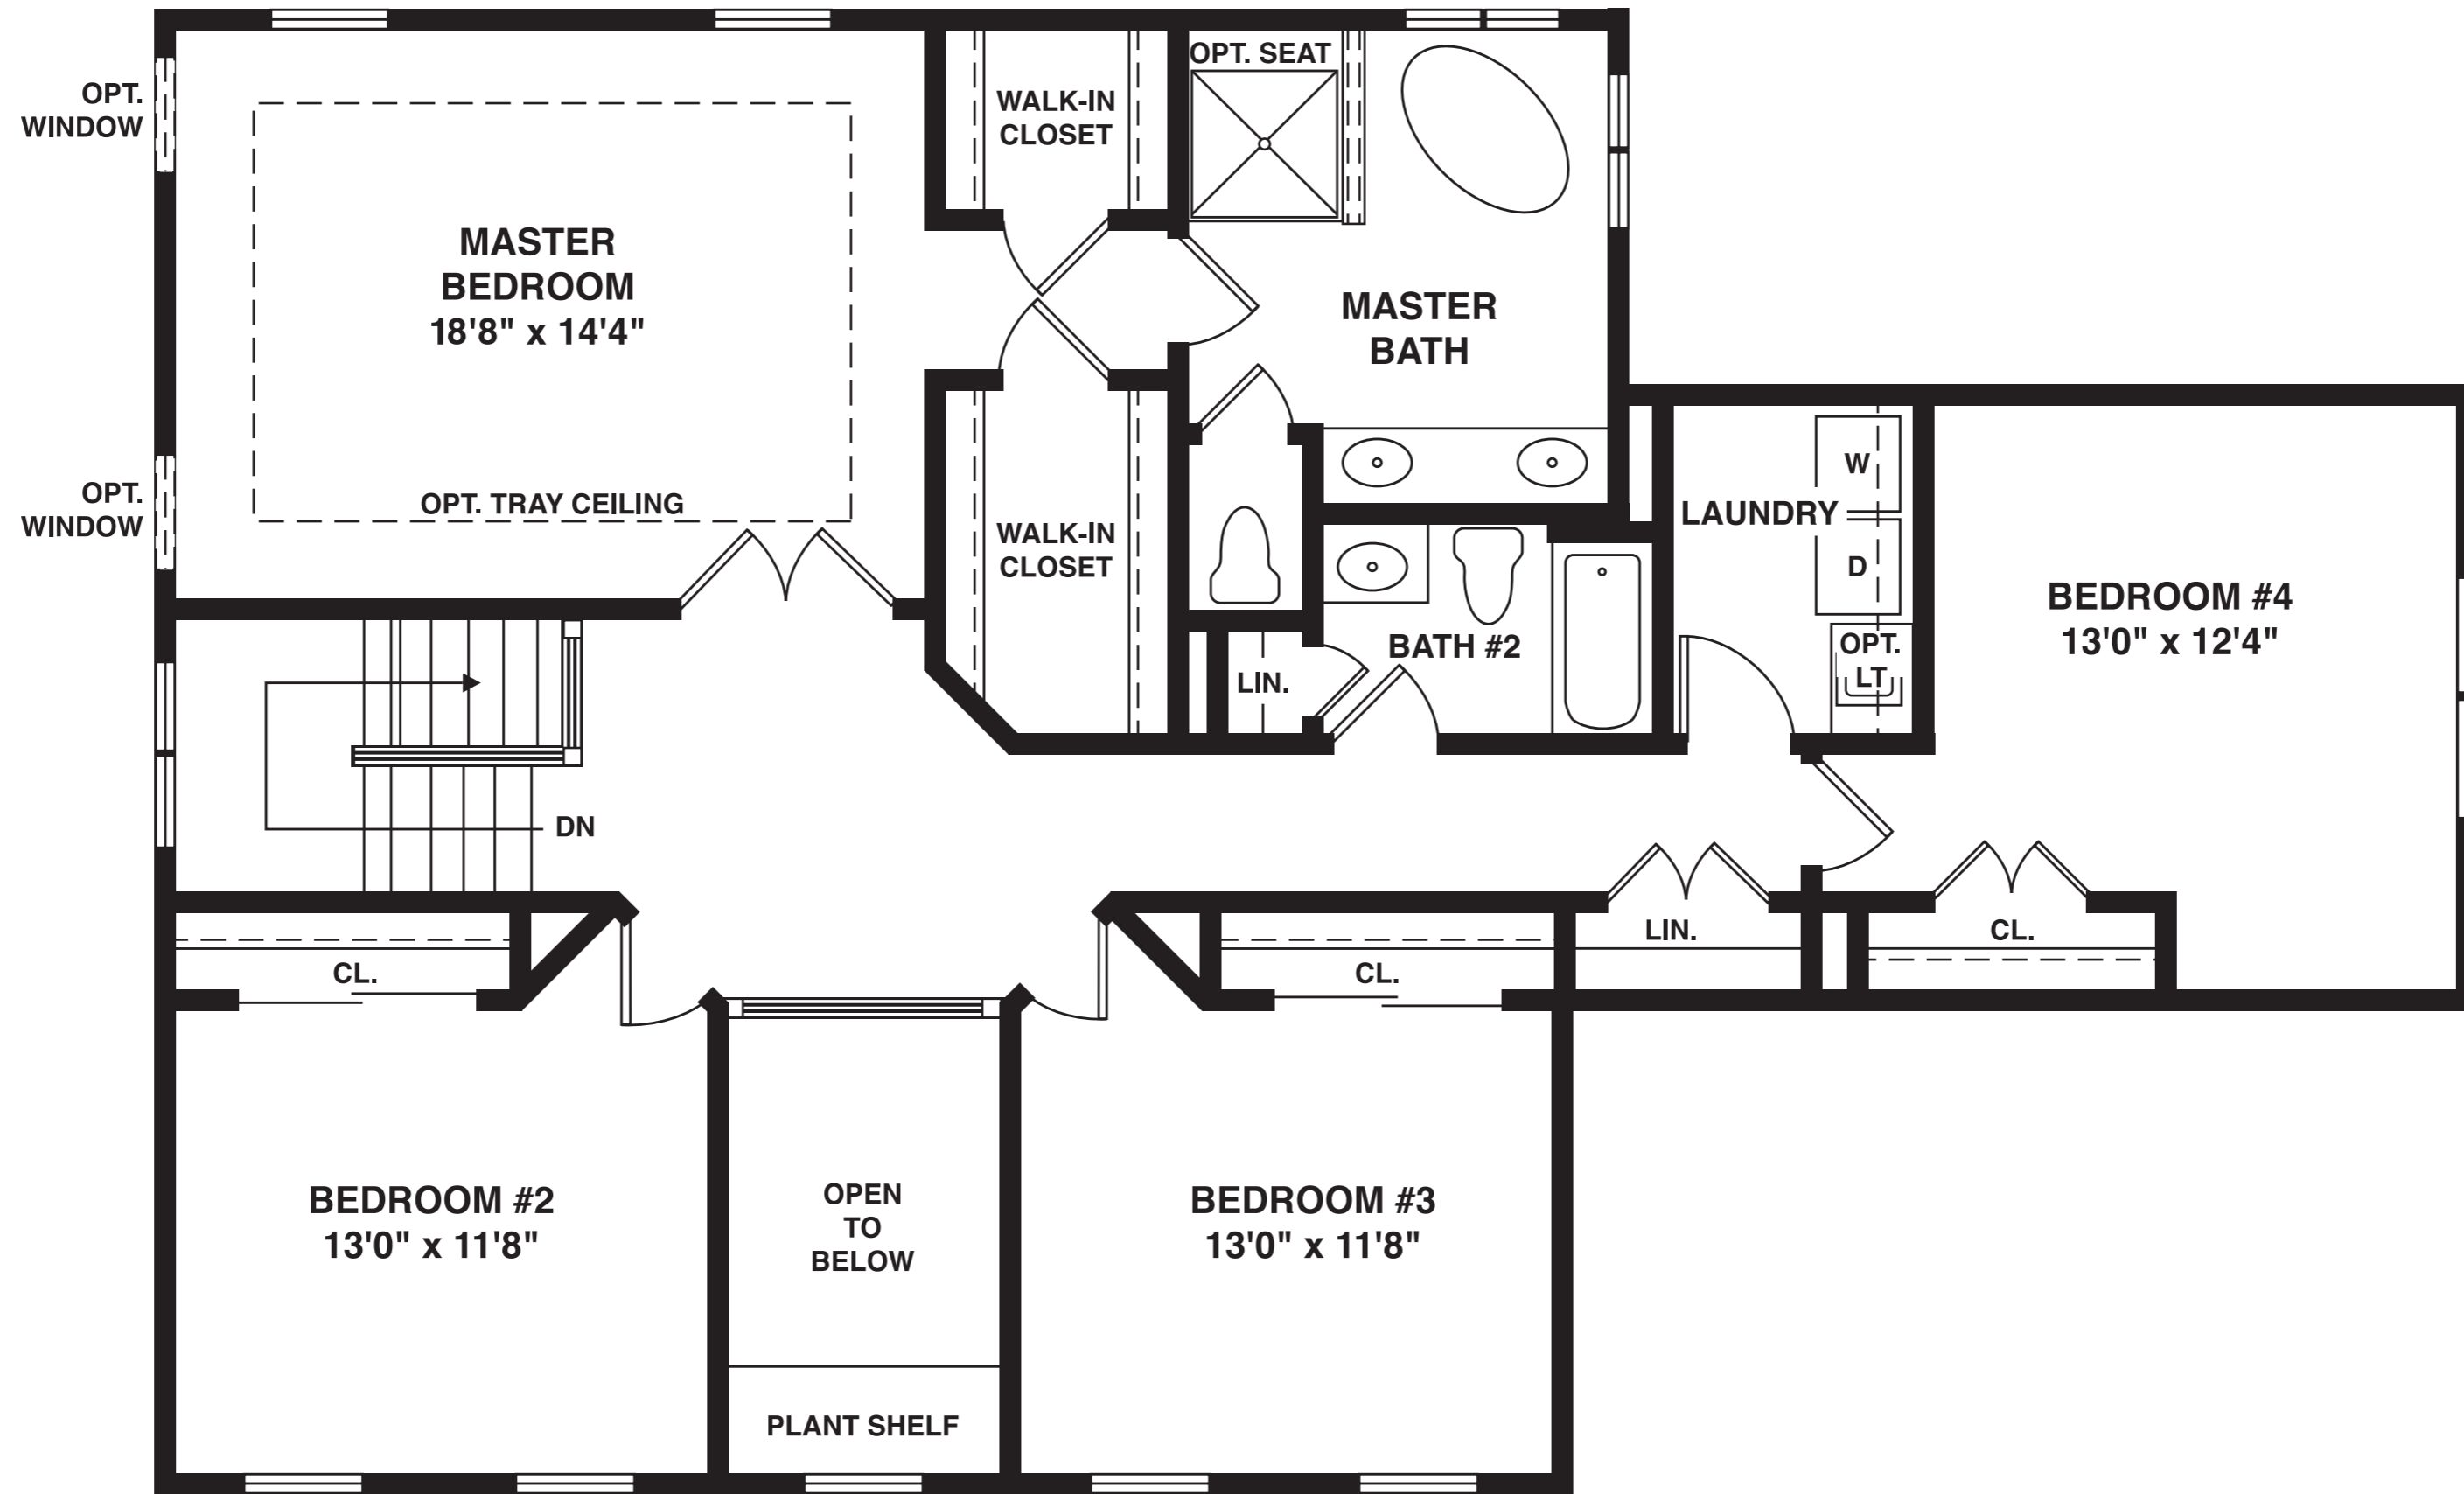 OPT. SEAT
OPT.
WINDOW
WALK-IN
CLOSET
MASTER
BEDROOM
18'8" x 14'4"
MASTER
BATH
OPT.
WINDOW
OPT. TRAY CEILING
WALK-IN
CLOSET
W
LAUNDRY
D
BEDROOM #4
13'0" x 12'4"
BATH #2
OPT.
LT
LIN.
DN
CL.
CL.
LIN.
CL.
BEDROOM #2
13'0" x 11'8"
OPEN
TO
BELOW
BEDROOM #3
13'0" x 11'8"
PLANT SHELF